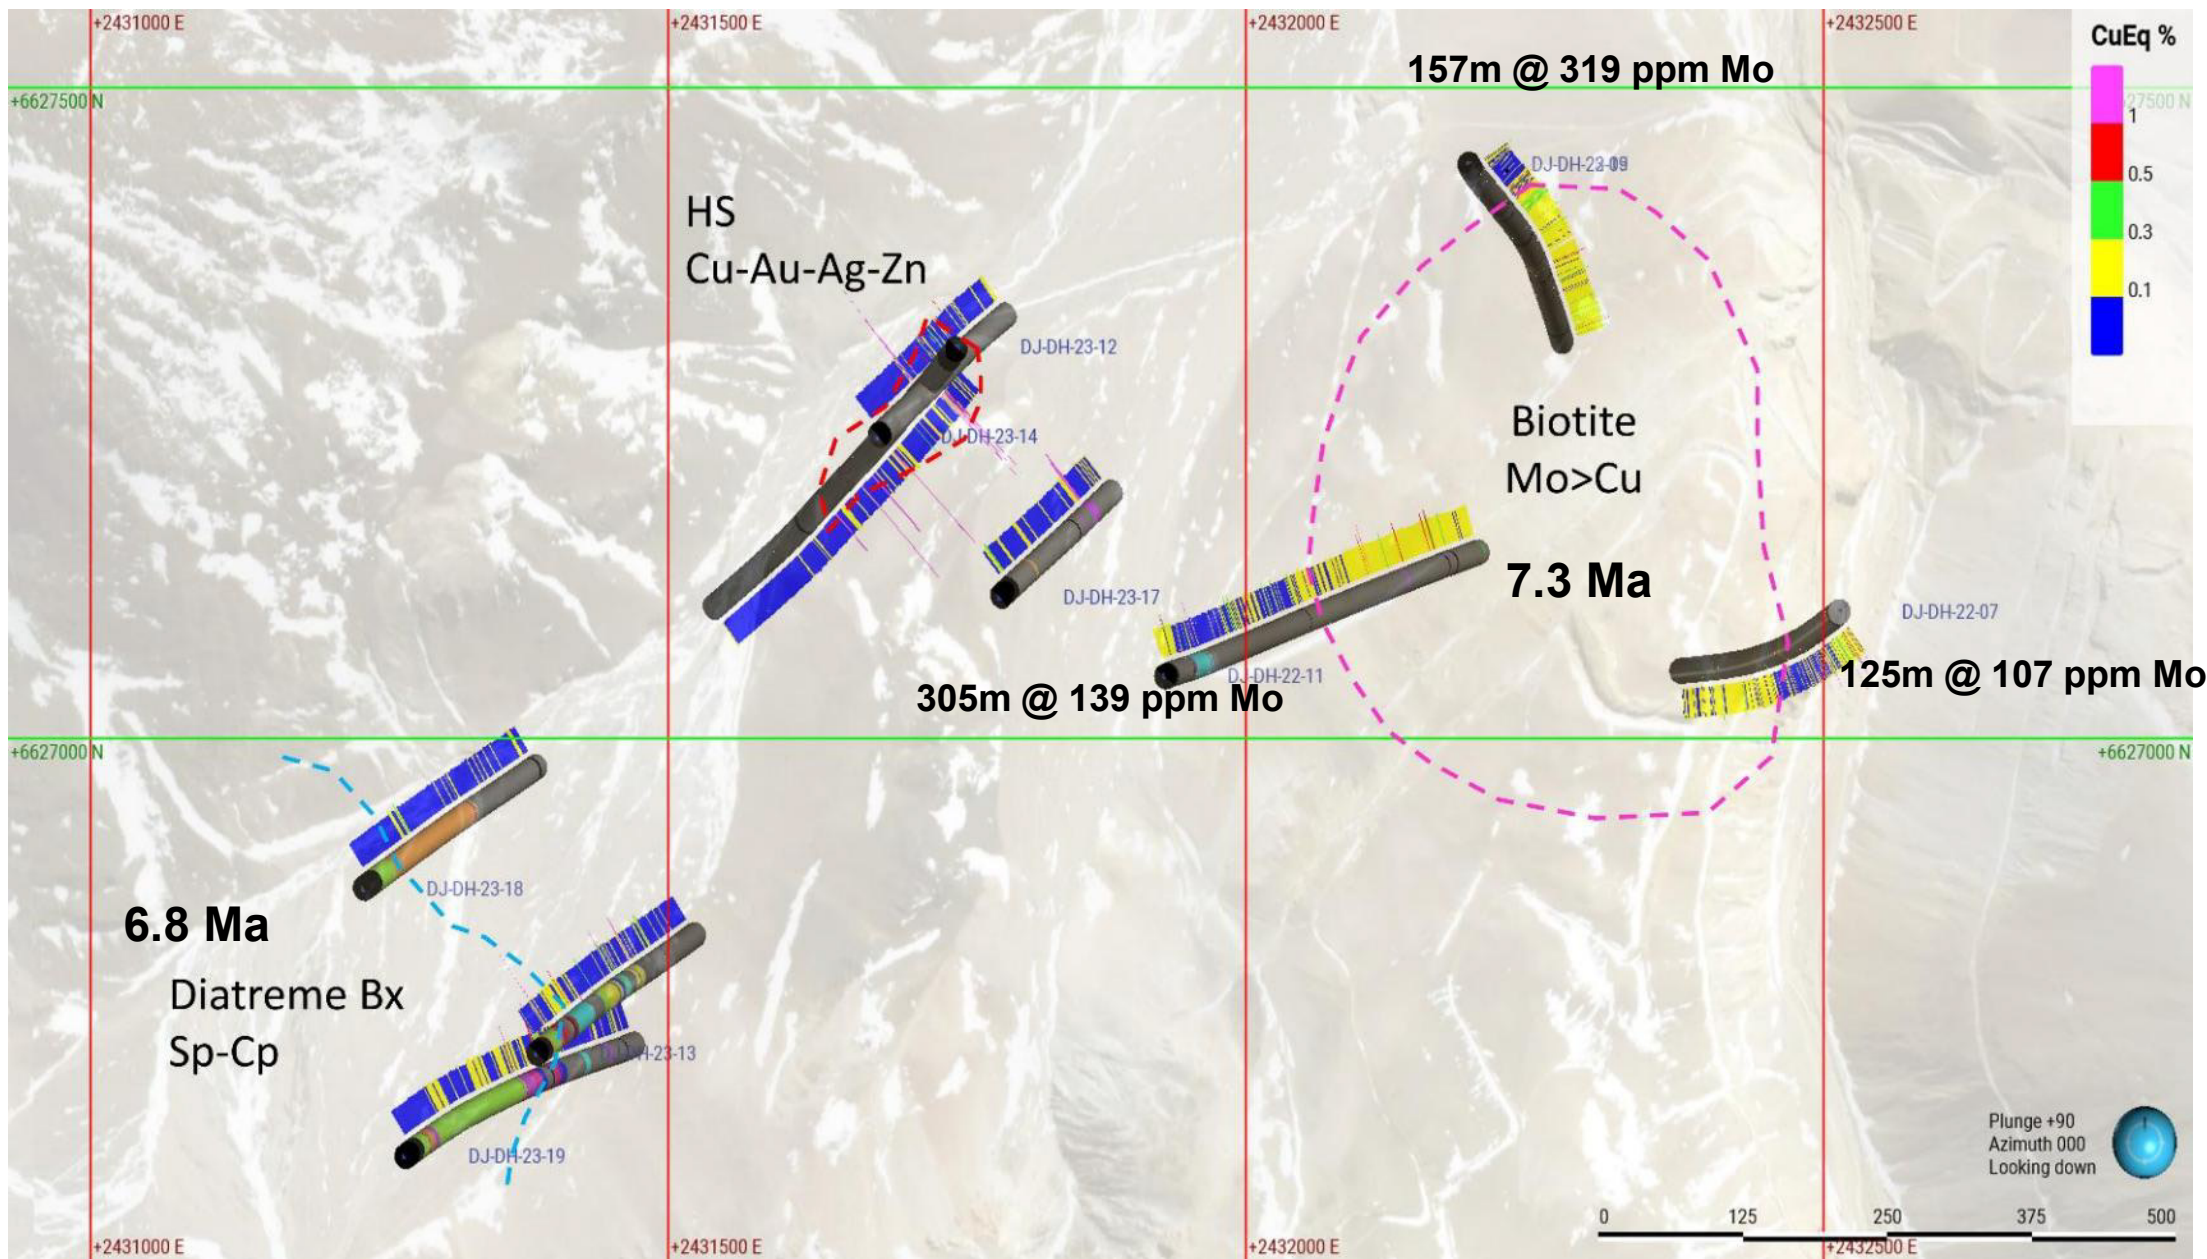 +2431000 E
+2431500 E
+2432000 E
+2432500 E
CuEq %
1
0.5
0.3
0.1
157m @ 319 ppm Mo
+6627500 N
27500 N
DJ-DH-22-09
HS
Cu-Au-Ag-Zn
DJ-DH-23-12
DJ-DH-23-14
Biotite
Mo>Cu
7.3 Ma
DJ-DH-23-17
DJ-DH-22-07
DJ-DH-22-11
125m @ 107 ppm Mo
305m @ 139 ppm Mo
+6627000 N
+6627000 N
DJ-DH-23-18
6.8 Ma
Diatreme Bx
Sp-Cp
DH-23-13
DJ-DH-23-19
Plunge +90
Azimuth 000
Looking down
0
125
250
375
500
+2431000 E
+2431500 E
+2432000 E
+2432500 E